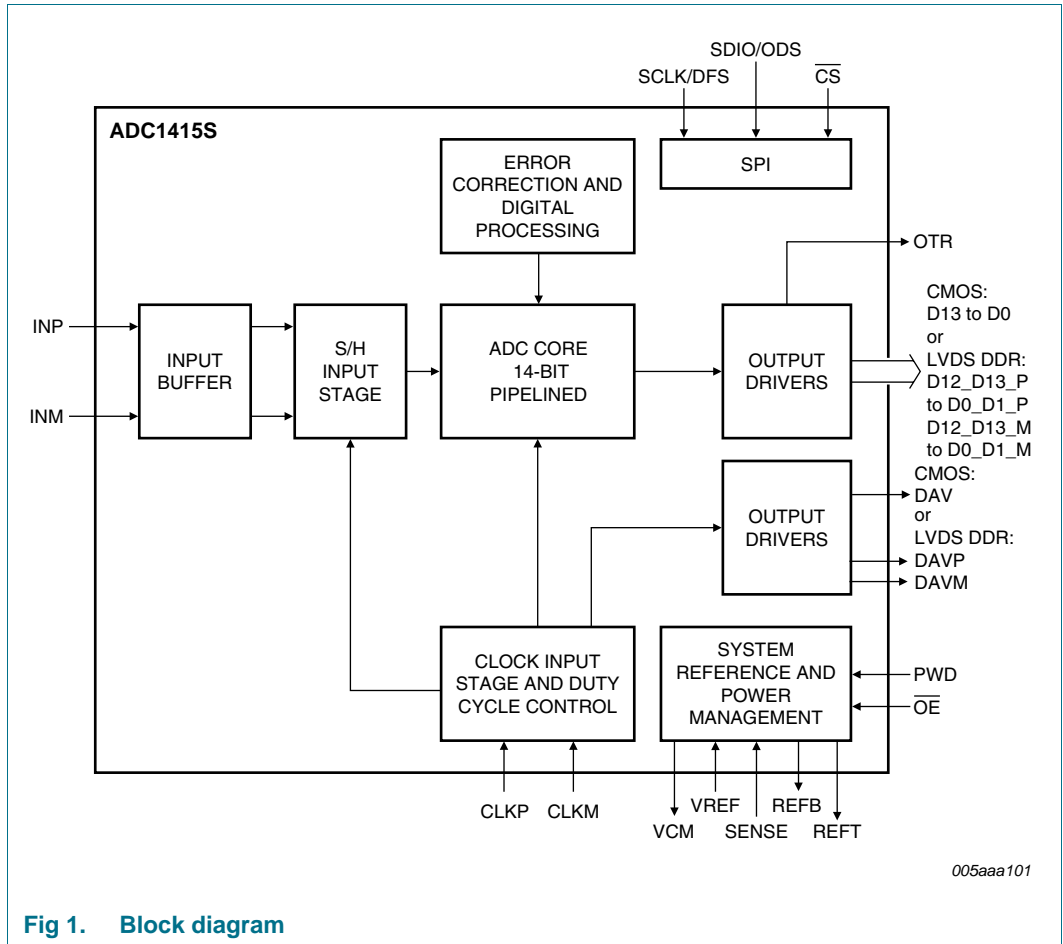 SDIO/ODS
SCLK/DFS
CS
ADC1415S
ERROR
CORRECTION AND
DIGITAL
PROCESSING
SPI
OTR
INP
INM
INPUT
BUFFER
S/H
INPUT
STAGE
ADC CORE
14-BIT
PIPELINED
OUTPUT
DRIVERS
CMOS:
D13 to D0
or
LVDS DDR:
D12_D13_P
to D0_D1_P
D12_D13_M
to D0_D1_M
OUTPUT
DRIVERS
CMOS:
DAV
or
LVDS DDR:
DAVP
DAVM
CLOCK INPUT
STAGE AND DUTY
CYCLE CONTROL
SYSTEM
REFERENCE AND
POWER
MANAGEMENT
PWD
OE
CLKP CLKM
VREF REFB
VCM SENSE REFT
005aaa101
Fig 1. Block diagram